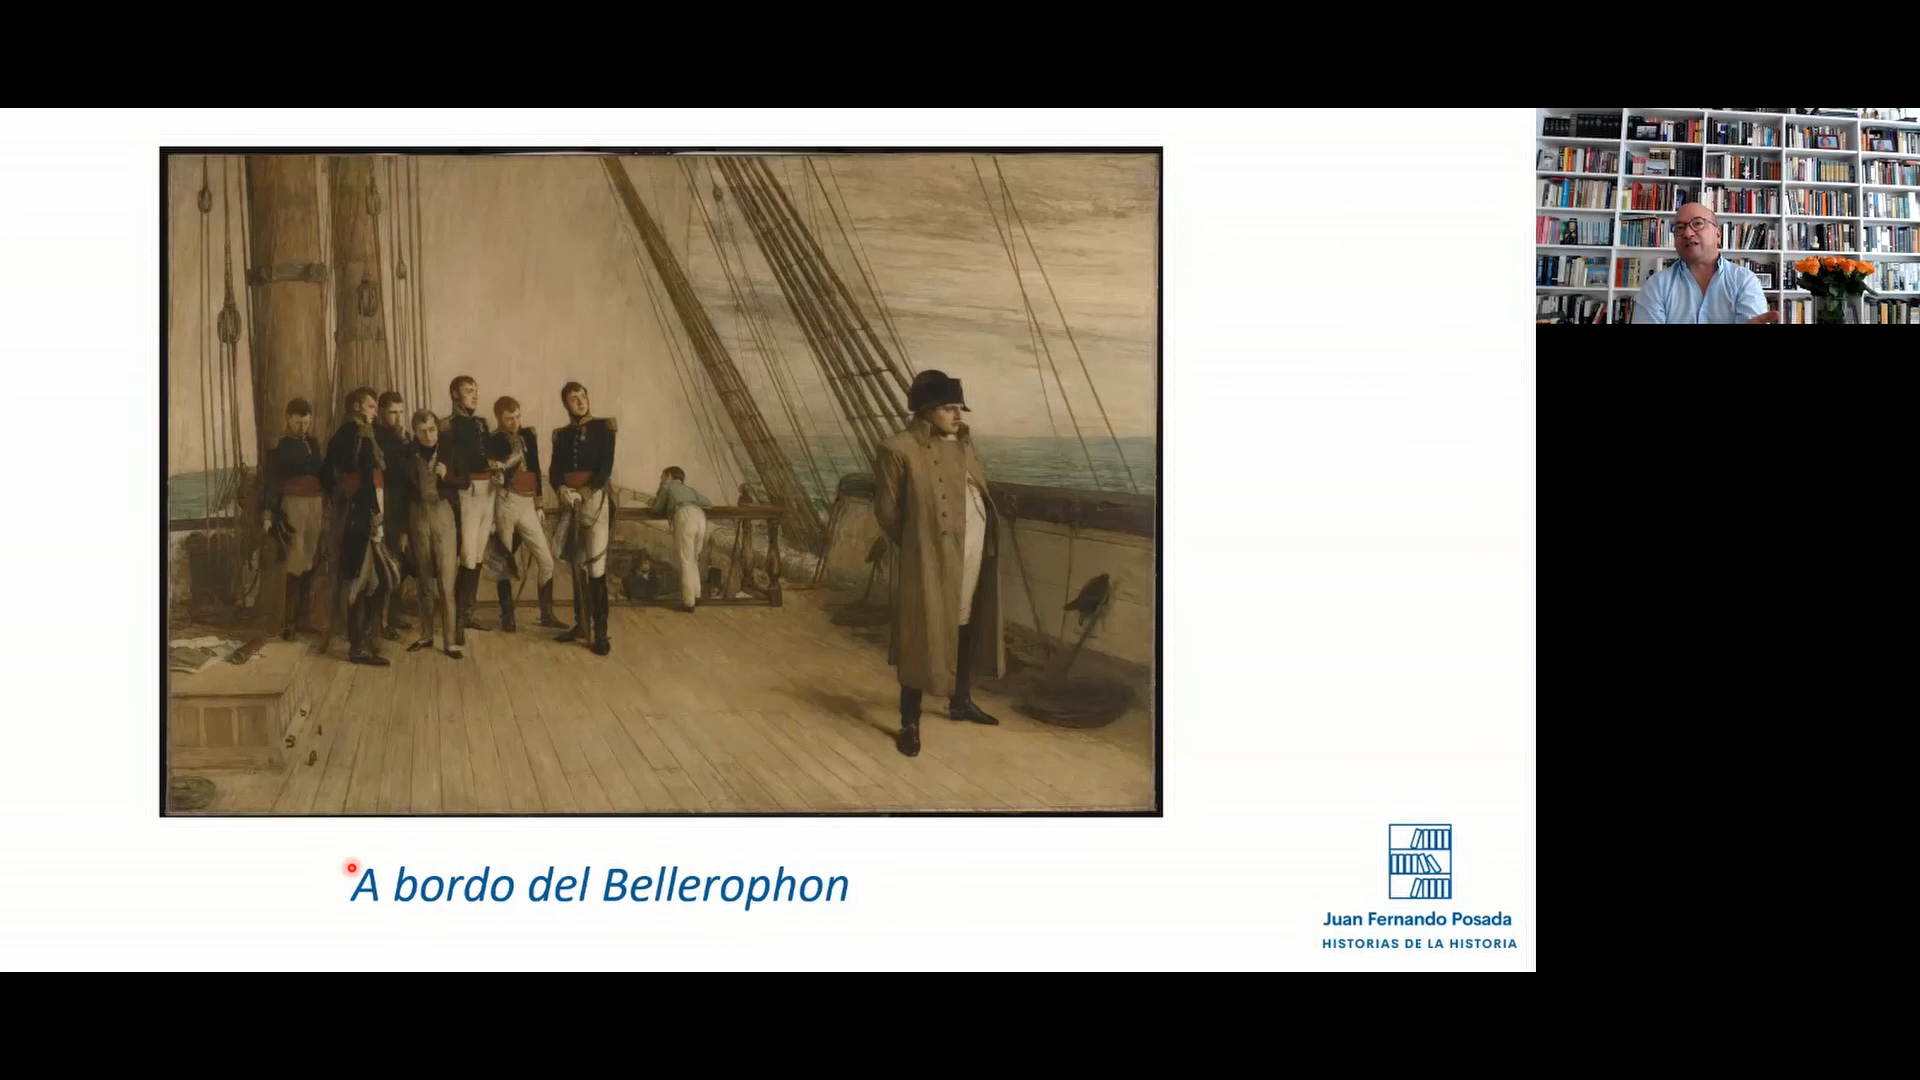 A bordo del Bellerophon
Juan Fernando Posada
HISTORIAS DE LA HISTORIA